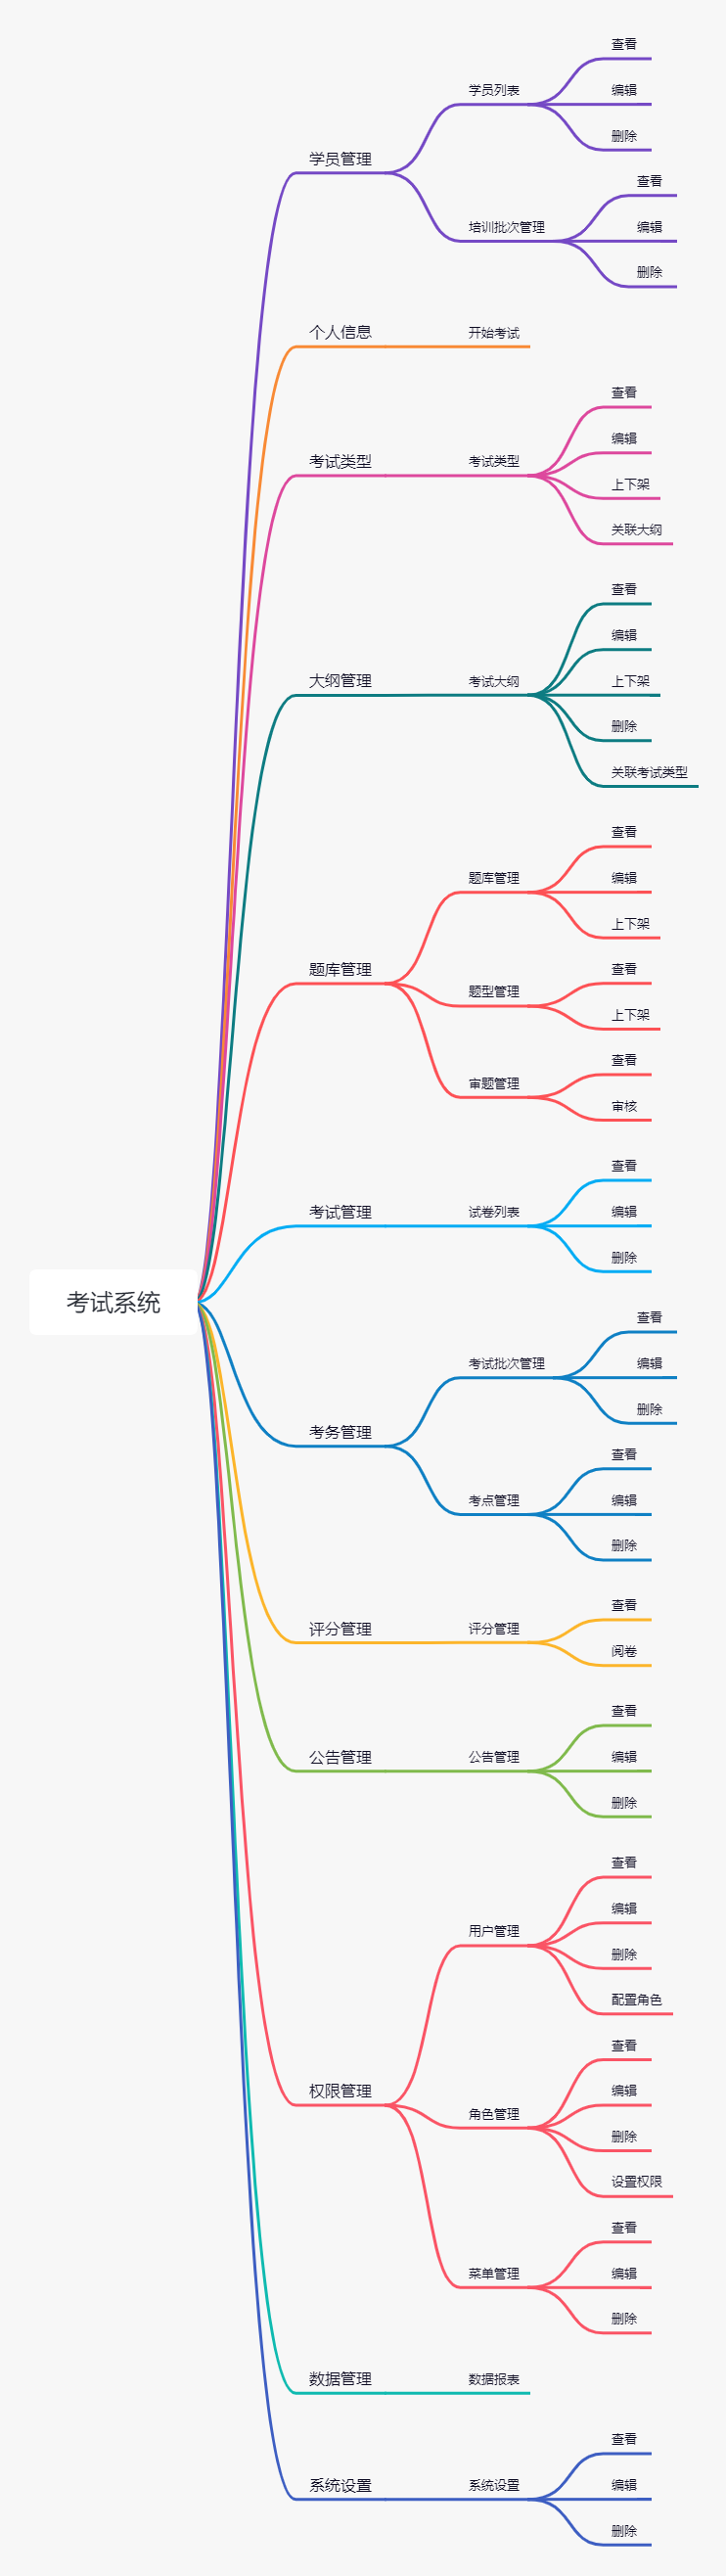 考试系统
学员管理
学员列表
查看
编辑
删除
培训批次管理
查看
编辑
删除
个人信息
开始考试
考试类型
考试类型
查看
编辑
上下架
关联大纲
大纲管理
考试大纲
查看
编辑
上下架
删除
关联考试类型
题库管理
题库管理
查看
编辑
上下架
题型管理
查看
上下架
审题管理
查看
审核
考试管理
试卷列表
查看
编辑
删除
考务管理
考试批次管理
查看
编辑
删除
考点管理
查看
编辑
删除
评分管理
评分管理
查看
阅卷
公告管理
公告管理
查看
编辑
删除
权限管理
用户管理
查看
编辑
删除
配置角色
角色管理
查看
编辑
删除
设置权限
菜单管理
查看
编辑
删除
数据管理
数据报表
系统设置
系统设置
查看
编辑
删除